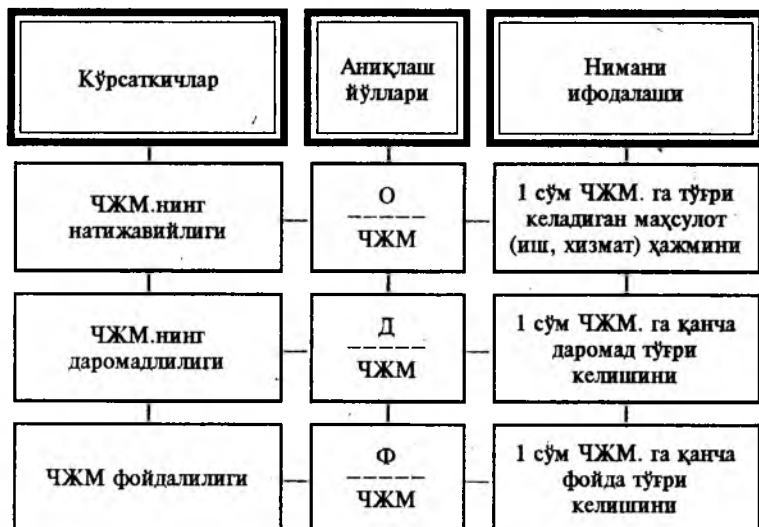 Кўрсаткичлар
Аниқлаш
йўллари
Нимани
ифодалаши
ЧЖМ.нинг
натижавийлиги
О
ЧЖМ
1 сўм ЧЖМ. га тўғри
келадиган маҳсулот
(иш, хизмат) ҳажмини
ЧЖМ.нинг
даромадлилиги
Д
ЧЖМ
1 сўм ЧЖМ. га қанча
даромад тўғри
келишини
ЧЖМ фойдалилиги
Ф
ЧЖМ
1 сўм ЧЖМ. га қанча
фойда тўғри
келишини